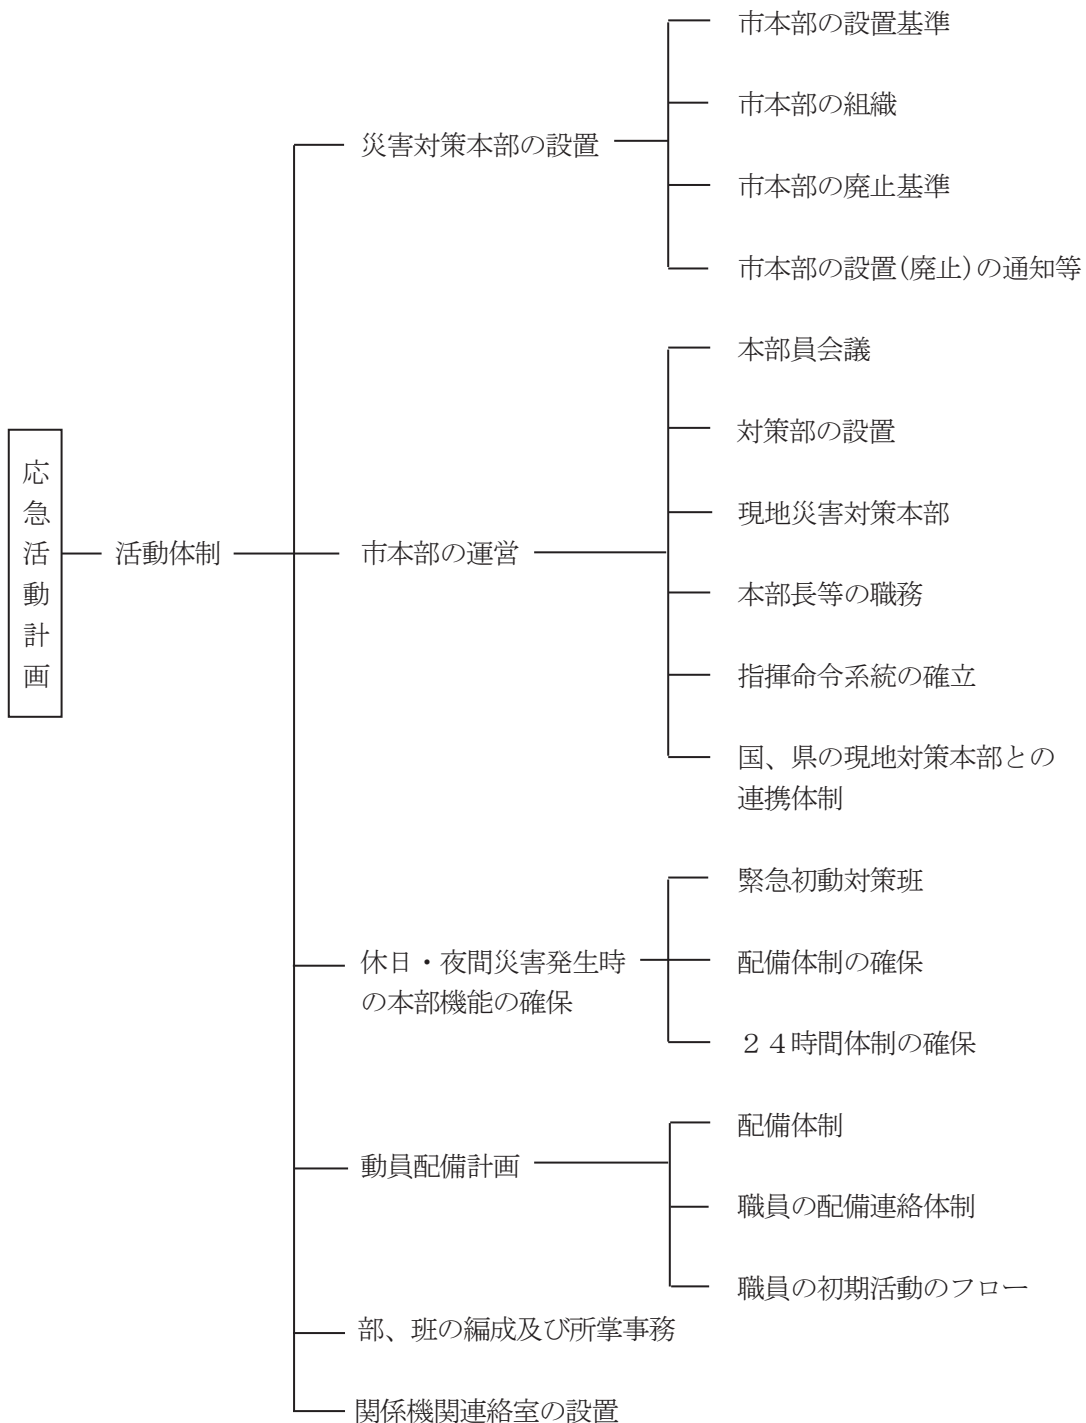 応急活動計画
活動体制
災害対策本部の設置
市本部の設置基準
市本部の組織
市本部の廃止基準
市本部の設置(廃止)の通知等
市本部の運営
本部員会議
対策部の設置
現地災害対策本部
本部長等の職務
指揮命令系統の確立
国、県の現地対策本部との
連携体制
休日・夜間災害発生時
の本部機能の確保
緊急初動対策班
配備体制の確保
２４時間体制の確保
動員配備計画
配備体制
職員の配備連絡体制
職員の初期活動のフロー
部、班の編成及び所掌事務
関係機関連絡室の設置